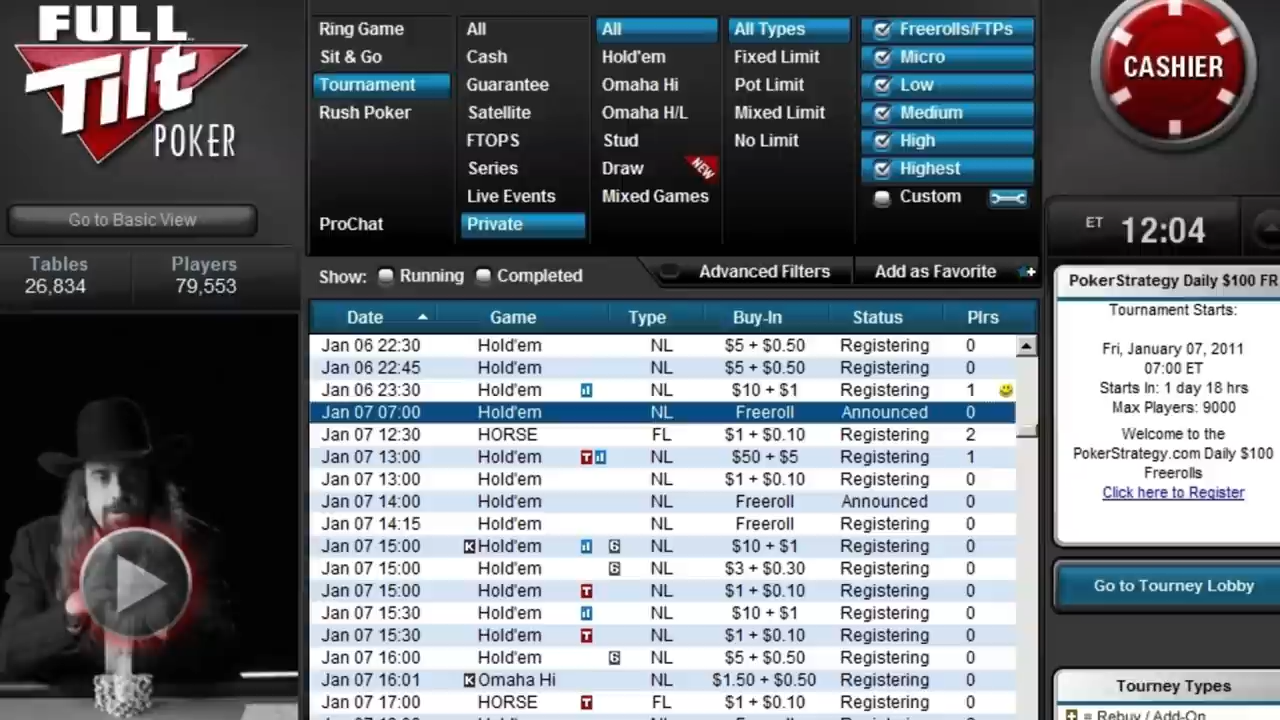 FULL
Tilt
POKER
Go to Basic View
Tables Players
26,834 79,553
Ring Game
Sit & Go
Tournament
Rush Poker
ProChat
All
Cash
Guarantee
Satellite
FTOPS
Series
Live Events
Private
All
Hold'em
Omaha Hi
Omaha H/L
Stud
Draw NEW
Mixed Games
All Types
Fixed Limit
Pot Limit
Mixed Limit
No Limit
Freerolls/FTPs
Micro
Low
Medium
High
Highest
Custom
CASHIER
ET 12:04
Show: Running Completed Advanced Filters Add as Favorite
Date Game Type Buy-In Status Plrs
Jan 06 22:30 Hold'em NL $5 + $0.50 Registering 0
Jan 06 22:45 Hold'em NL $5 + $0.50 Registering 0
Jan 06 23:30 Hold'em NL $10 + $1 Registering 1
Jan 07 07:00 Hold'em NL Freeroll Announced 0
Jan 07 12:30 HORSE FL $1 + $0.10 Registering 2
Jan 07 13:00 Hold'em T NL $50 + $5 Registering 1
Jan 07 13:00 Hold'em NL $1 + $0.10 Registering 0
Jan 07 14:00 Hold'em NL Freeroll Announced 0
Jan 07 14:15 Hold'em NL Freeroll Registering 0
Jan 07 15:00 K Hold'em 6 NL $10 + $1 Registering 0
Jan 07 15:00 Hold'em 6 NL $3 + $0.30 Registering 0
Jan 07 15:00 Hold'em T NL $1 + $0.10 Registering 0
Jan 07 15:30 Hold'em NL $10 + $1 Registering 0
Jan 07 15:30 Hold'em T NL $1 + $0.10 Registering 0
Jan 07 16:00 Hold'em 6 NL $5 + $0.50 Registering 0
Jan 07 16:01 K Omaha Hi NL $1.50 + $0.50 Registering 0
Jan 07 17:00 HORSE T FL $1 + $0.10 Registering 0
PokerStrategy Daily $100 FR
Tournament Starts:
Fri, January 07, 2011
07:00 ET
Starts In: 1 day 18 hrs
Max Players: 9000
Welcome to the
PokerStrategy.com Daily $100
Freerolls
Click here to Register
Go to Tourney Lobby
Tourney Types
= Rebuy / Add-On